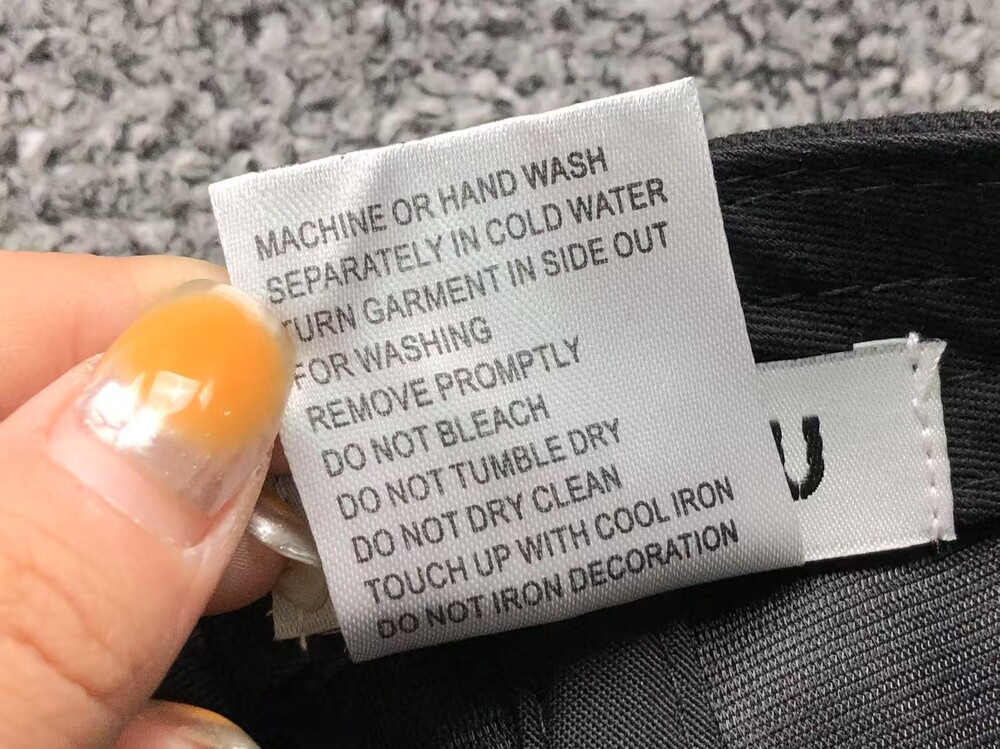 MACHINE OR HAND WASH
SEPARATELY IN COLD WATER
TURN GARMENT IN SIDE OUT
FOR WASHING
REMOVE PROMPTLY
DO NOT BLEACH
DO NOT TUMBLE DRY
DO NOT DRY CLEAN
TOUCH UP WITH COOL IRON
DO NOT IRON DECORATION
U